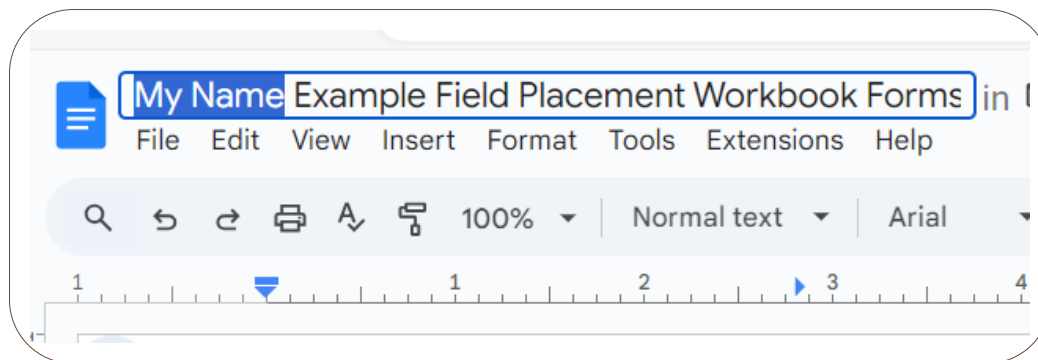 My Name Example Field Placement Workbook Forms in
File Edit View Insert Format Tools Extensions Help
100% Normal text Arial
1 1 2 3 4